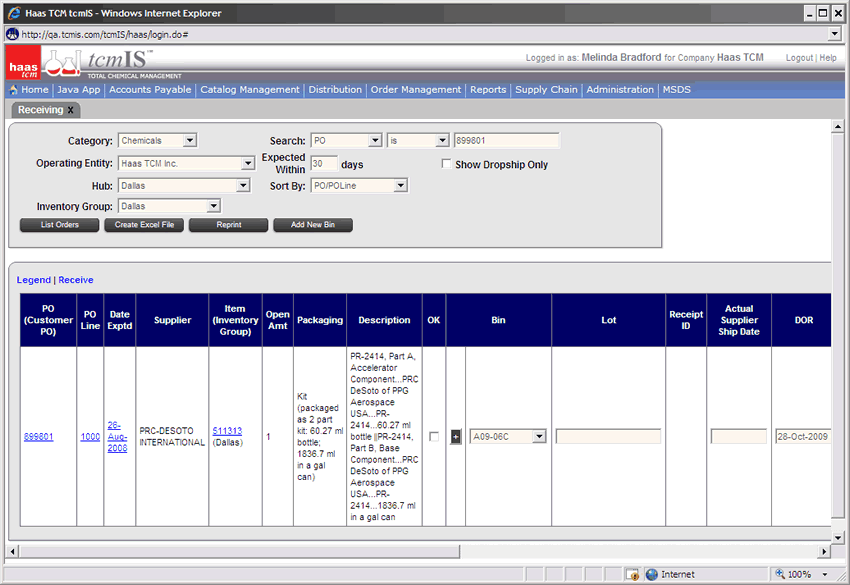 Haas TCM tcmIS - Windows Internet Explorer
http://qa.tcmis.com/tcmIS/haas/login.do#
haas tcm
tcmIS™
TOTAL CHEMICAL MANAGEMENT
Logged in as: Melinda Bradford for Company Haas TCM Logout | Help
Home | Java App | Accounts Payable | Catalog Management | Distribution | Order Management | Reports | Supply Chain | Administration | MSDS
Receiving X
Category: Chemicals Search: PO is 899801
Operating Entity: Haas TCM Inc. Expected Within 30 days Show Dropship Only
Hub: Dallas Sort By: PO/POLine
Inventory Group: Dallas
List Orders Create Excel File Reprint Add New Bin
Legend | Receive
PO (Customer PO)
PO Line
Date Exptd
Supplier
Item (Inventory Group)
Open Amt
Packaging
Description
OK
Bin
Lot
Receipt ID
Actual Supplier Ship Date
DOR
899801
1000
28-
Aug-
2008
PRC-DESOTO
INTERNATIONAL
511313
(Dallas)
1
Kit
(packaged
as 2 part
kit: 60.27 ml
bottle;
1836.7 ml
in a gal
can)
PR-2414, Part A,
Accelerator
Component...PRC
DeSoto of PPG
Aerospace
USA...PR-
2414...60.27 ml
bottle ||PR-2414,
Part B, Base
Component...PRC
DeSoto of PPG
Aerospace
USA...PR-
2414...1836.7 ml
in a gal can
+
A09-06C
28-Oct-2009
Internet
100%